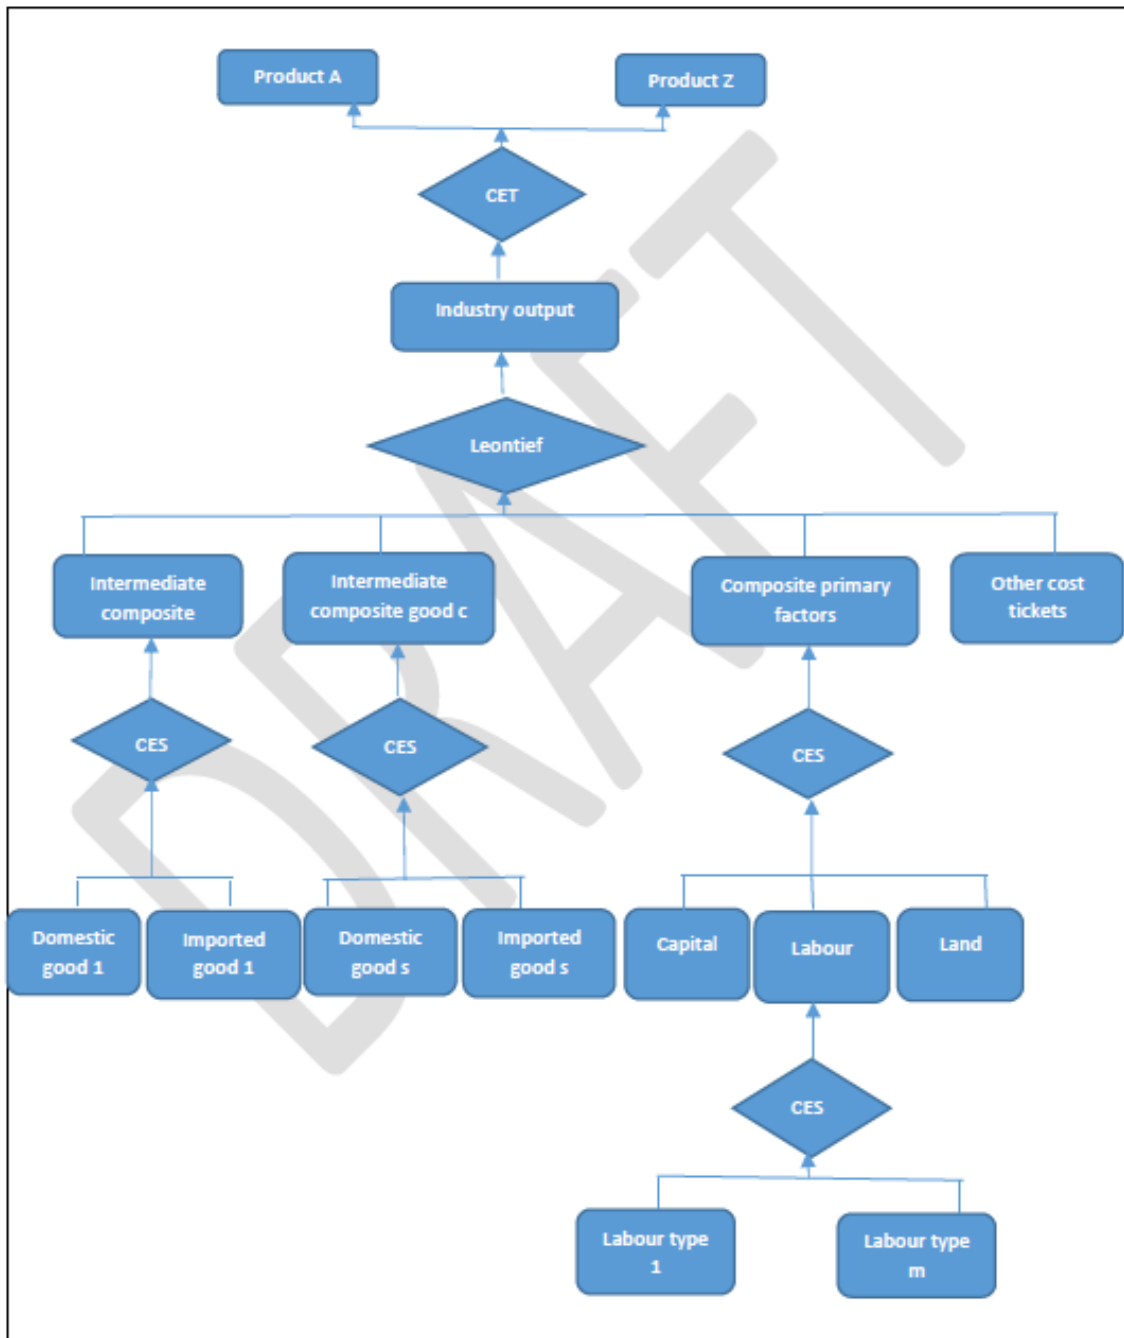 Product A
Product Z
CET
Industry output
Leontief
Intermediate
composite
Intermediate
composite good c
Composite primary
factors
Other cost
tickets
CES
CES
CES
Domestic
good 1
Imported
good 1
Domestic
good s
Imported
good s
Capital
Labour
Land
CES
Labour type
1
Labour type
m
DRAFT